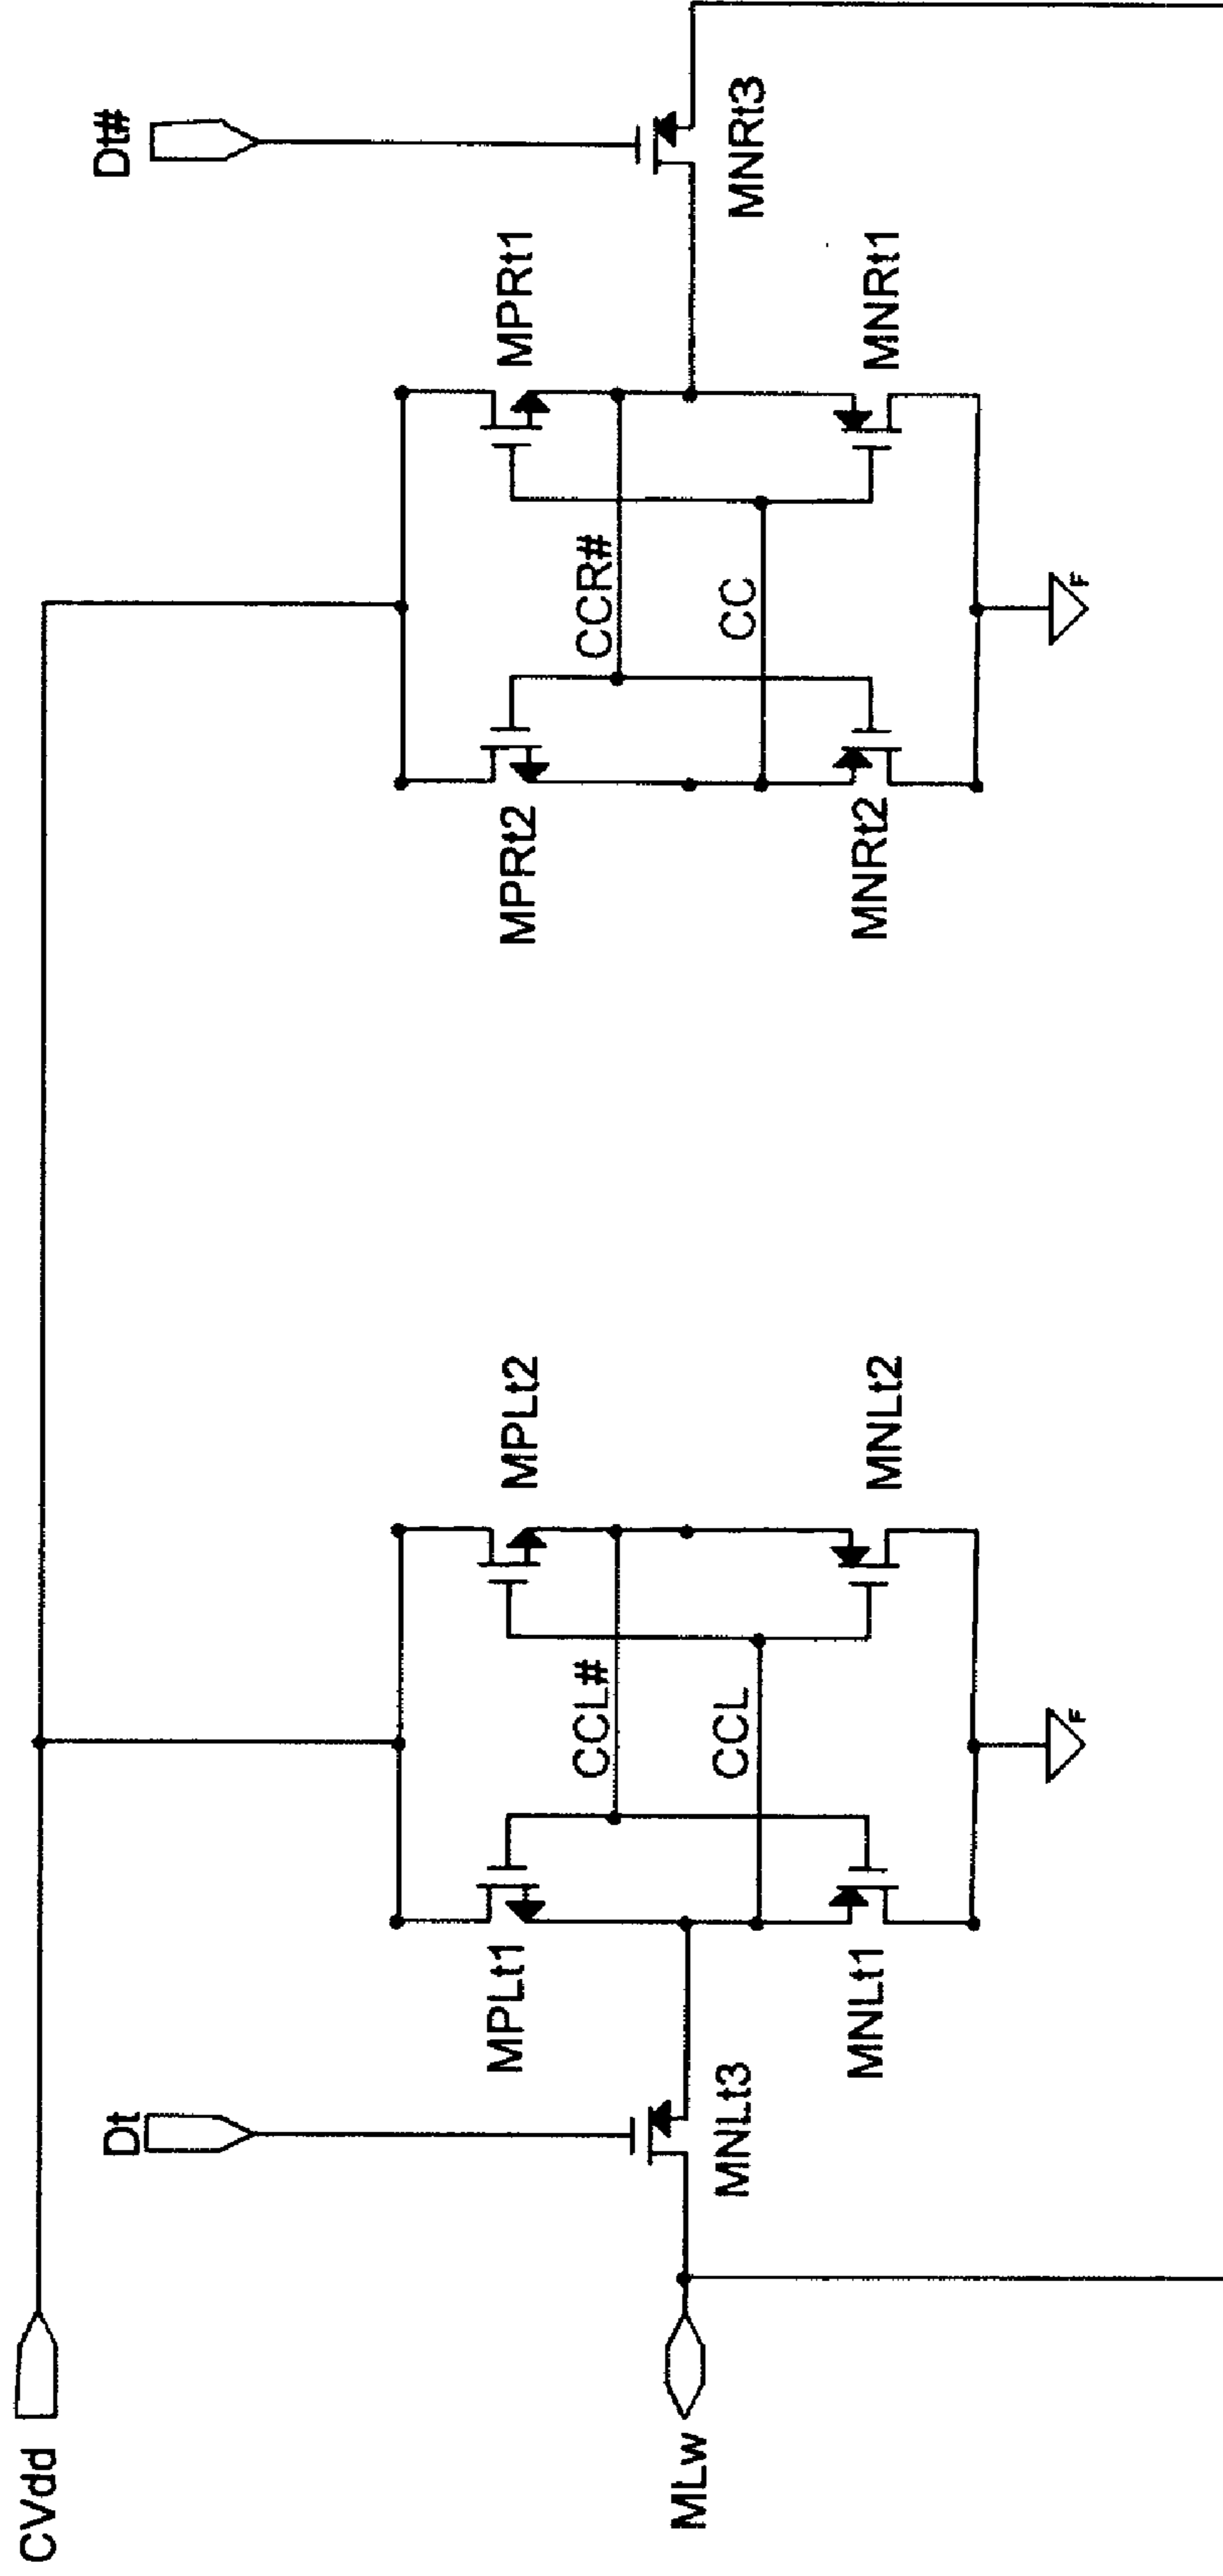 CVdd
Dt
Dt#
MPLt1
MPLt2
MPRt2
MPRt1
CCL#
CCR#
MLw
MNLt3
CCL
CC
MNRt3
MNLt1
MNLt2
MNRt2
MNRt1
F
F